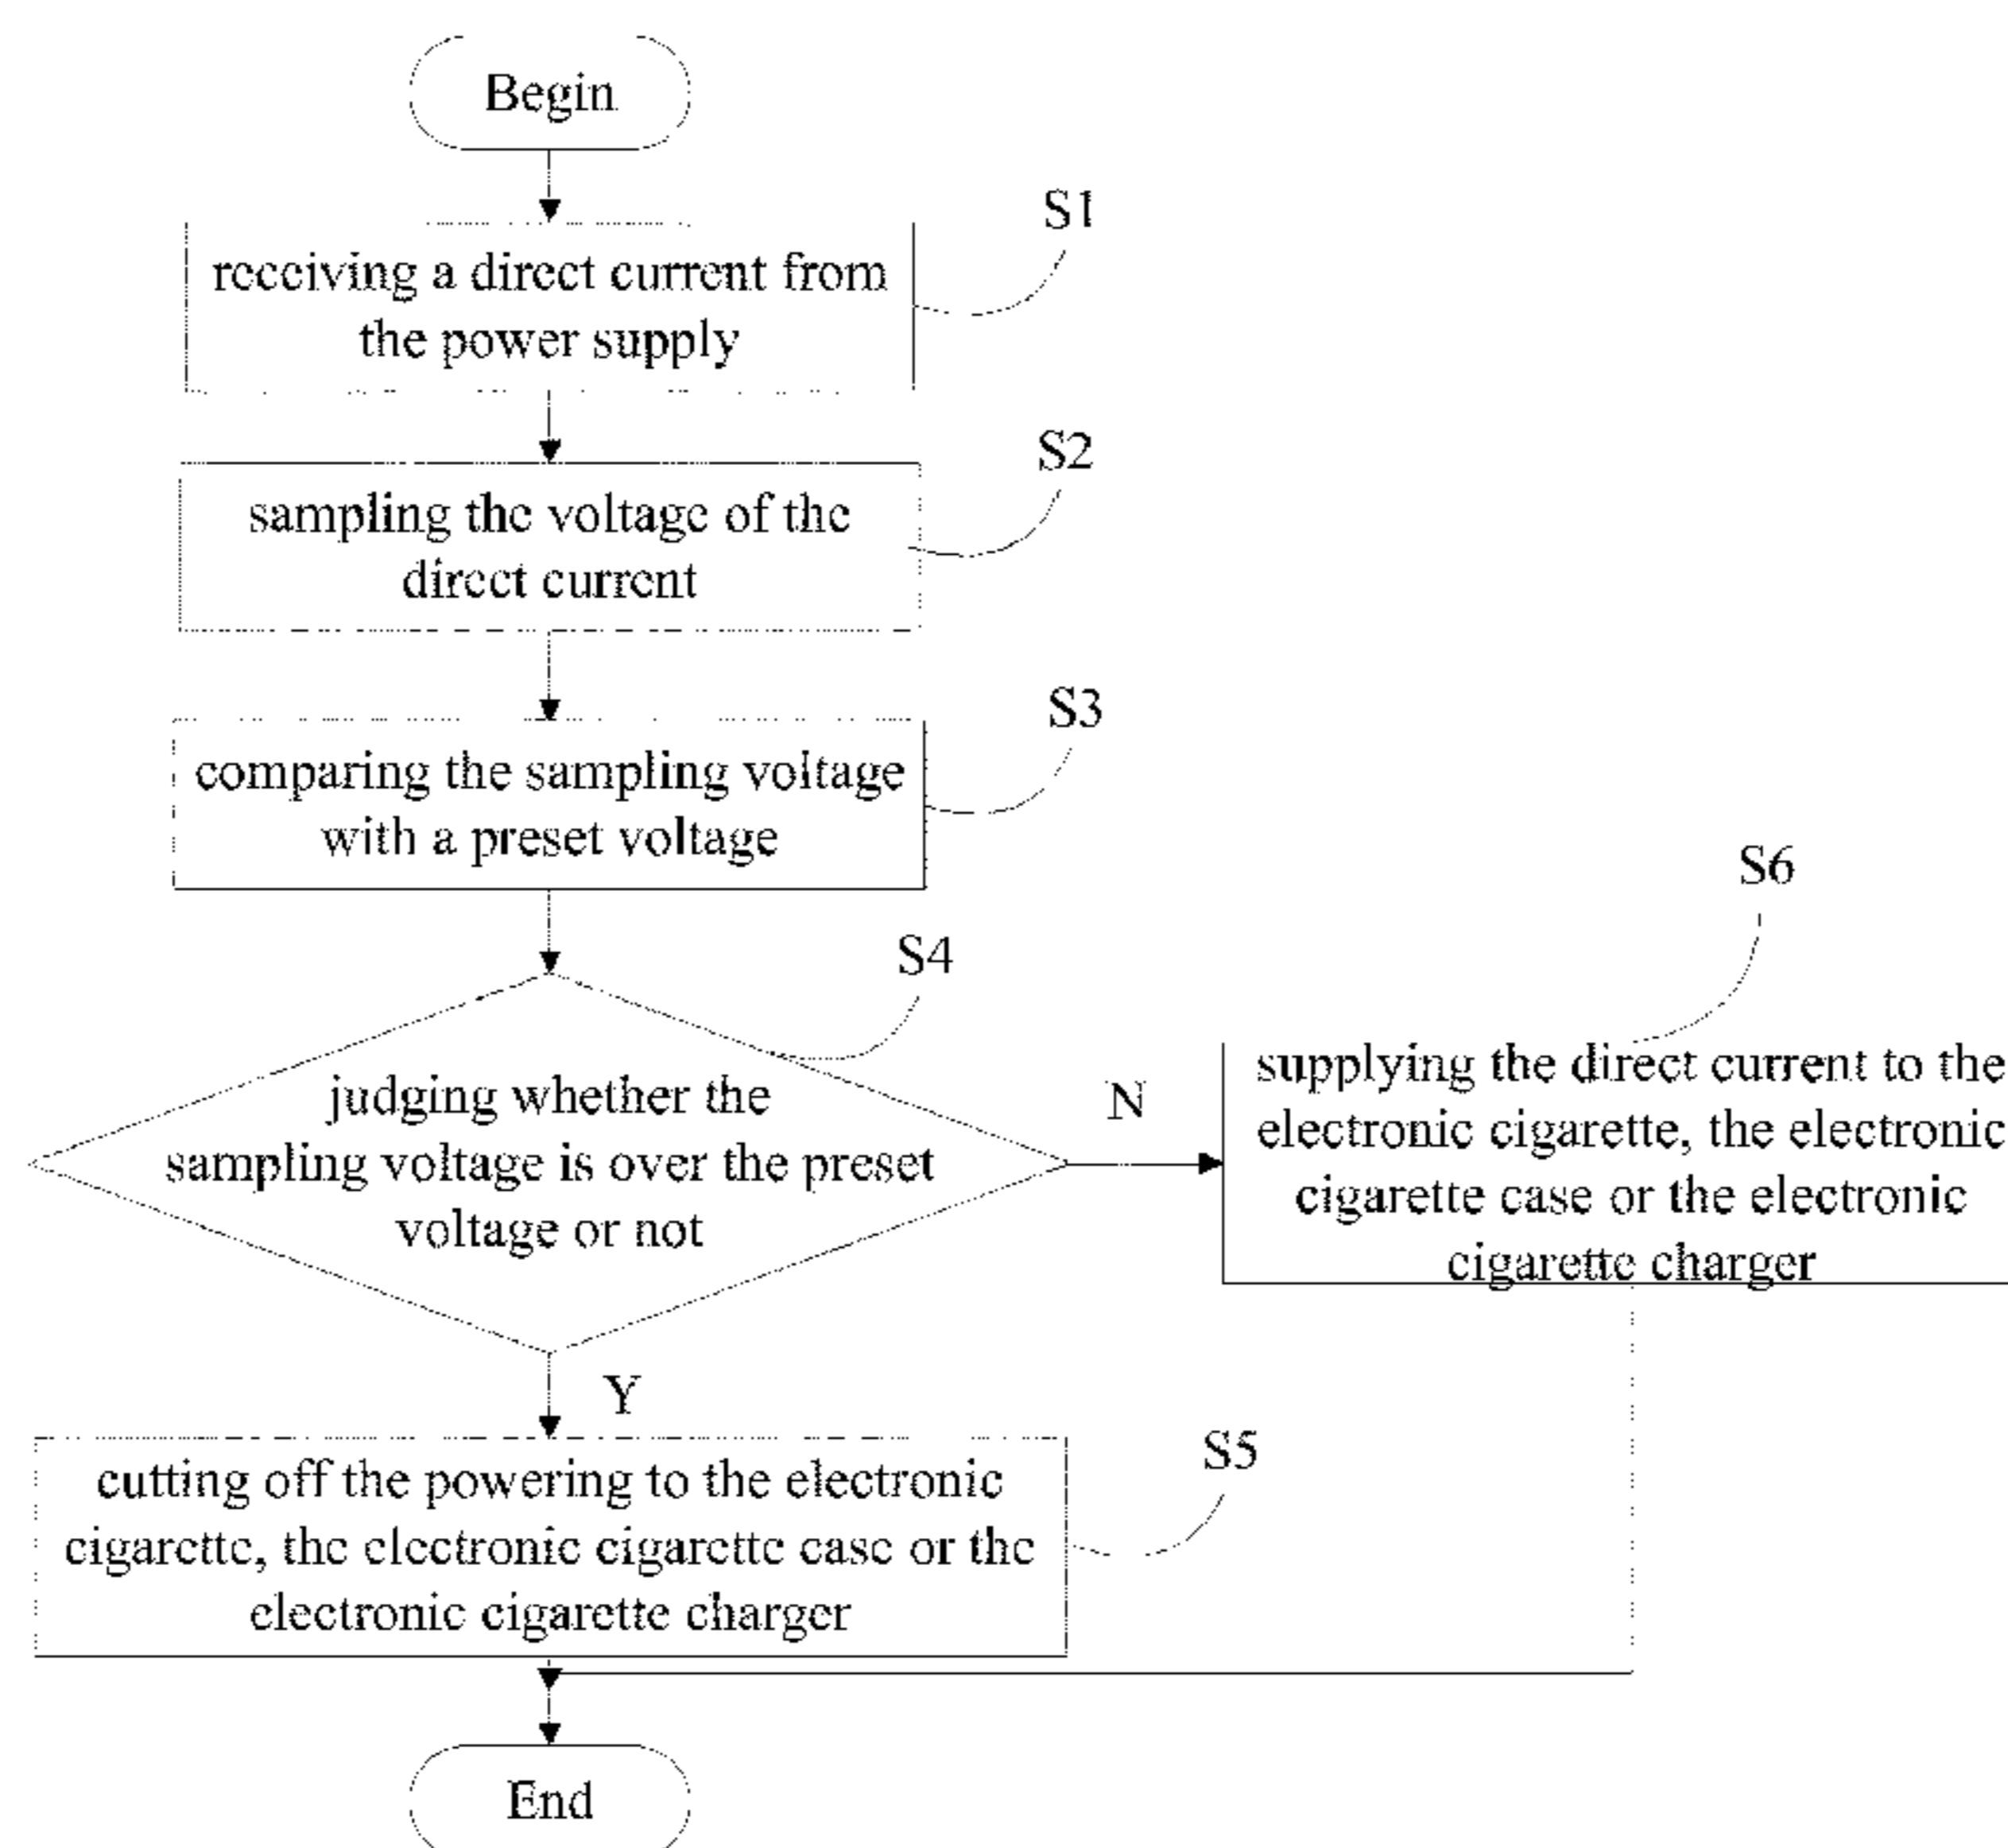 Begin
S1
receiving a direct current from
the power supply
S2
sampling the voltage of the
direct current
S3
comparing the sampling voltage
with a preset voltage
S4
judging whether the
sampling voltage is over the preset
voltage or not
N
S6
supplying the direct current to the
electronic cigarette, the electronic
cigarette case or the electronic
cigarette charger
Y
S5
cutting off the powering to the electronic
cigarette, the electronic cigarette case or the
electronic cigarette charger
End